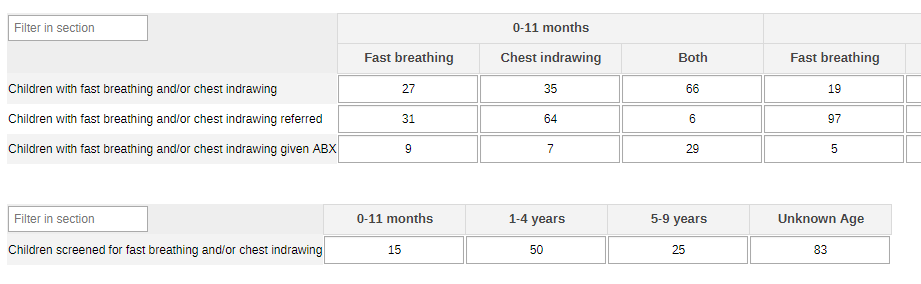 Filter in section 0-11 months
Fast breathing Chest indrawing Both Fast breathing
Children with fast breathing and/or chest indrawing 27 35 66 19
Children with fast breathing and/or chest indrawing referred 31 64 6 97
Children with fast breathing and/or chest indrawing given ABX 9 7 29 5
Filter in section 0-11 months 1-4 years 5-9 years Unknown Age
Children screened for fast breathing and/or chest indrawing 15 50 25 83